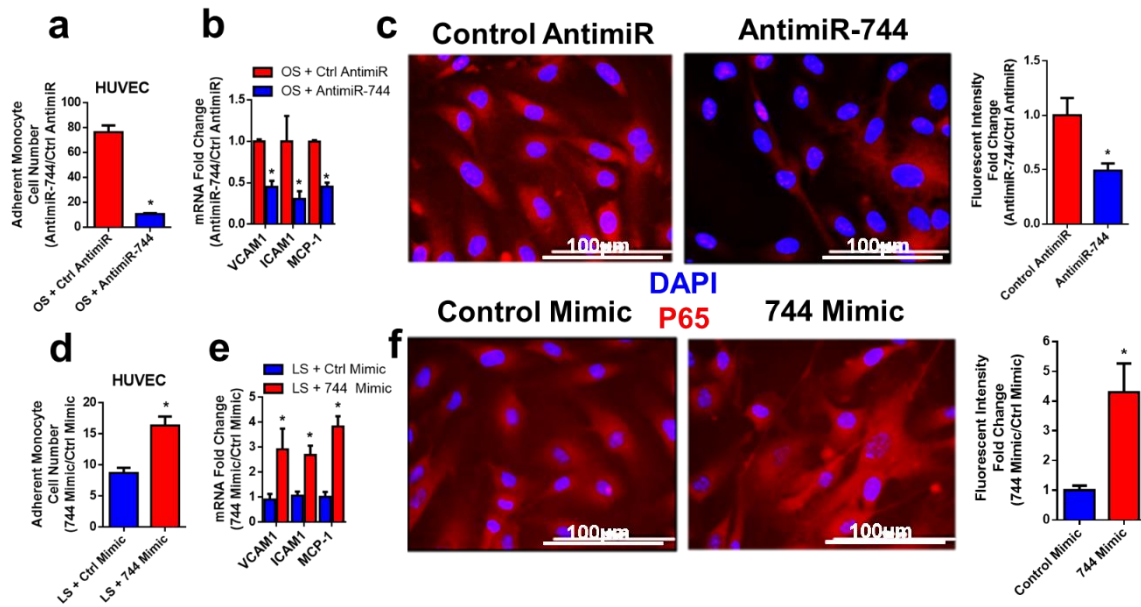 a
HUVEC
Adherent Monocyte
Cell Number
(AntimiR-744/Ctrl AntimiR
100
80
60
40
20
0
*
OS + Ctrl AntimiR
OS + AntimiR-744
b
OS + Ctrl AntimiR
OS + AntimiR-744
mRNA Fold Change
(AntimiR-744/Ctrl AntimiR)
1.5
1.0
0.5
0.0
* * *
VCAM1
ICAM1
MCP-1
c
Control AntimiR
AntimiR-744
100µm
100µm
Fluorescent Intensity
Fold Change
(AntimiR-744/Ctrl AntimiR)
1.5
1.0
0.5
0.0
*
Control AntimiR
AntimiR-744
DAPI
P65
d
HUVEC
Adherent Monocyte
Cell Number
(744 Mimic/Ctrl Mimic
20
15
10
5
0
*
LS + Ctrl Mimic
LS + 744 Mimic
e
LS + Ctrl Mimic
LS + 744 Mimic
mRNA Fold Change
(744 Mimic/Ctrl Mimic)
5
4
3
2
1
0
* * *
VCAM1
ICAM1
MCP-1
f
Control Mimic
744 Mimic
100µm
100µm
Fluorescent Intensity
Fold Change
(744 Mimic/Ctrl Mimic)
6
5
4
3
2
1
0
*
Control Mimic
744 Mimic